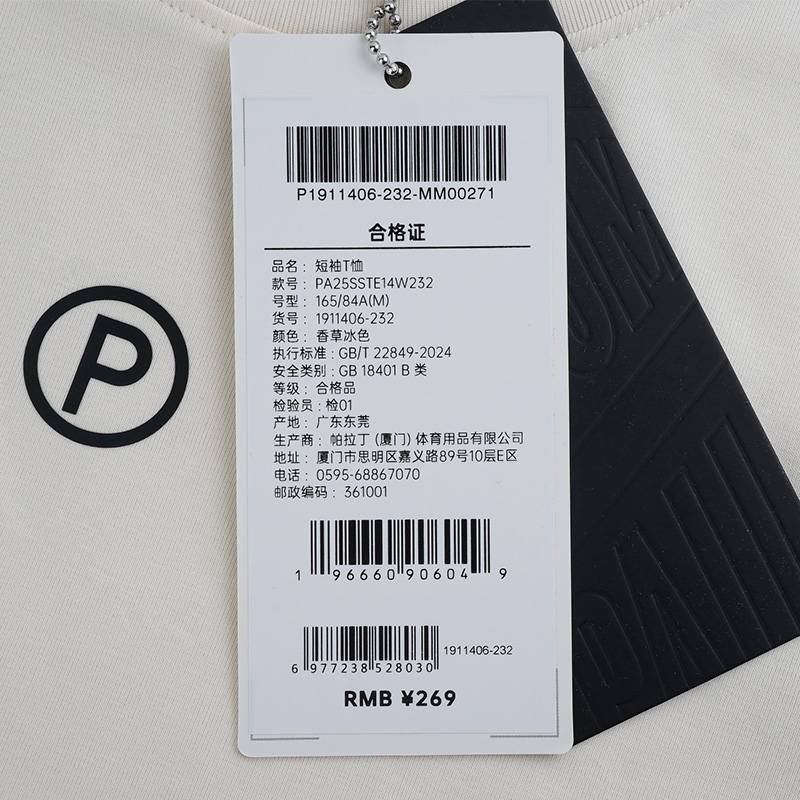 P1911406-232-MM00271
合格证
品名：短袖T恤
款号：PA25SSTE14W232
号型：165/84A(M)
货号：1911406-232
颜色：香草冰色
执行标准：GB/T 22849-2024
安全类别：GB 18401 B 类
等级：合格品
检验员：检01
产地：广东东莞
生产商：帕拉丁 (厦门) 体育用品有限公司
地址：厦门市思明区嘉义路89号10层E区
电话：0595-68867070
邮政编码：361001
1 96660 90604 9
1911406-232
6 977238 528030
RMB ¥269
P